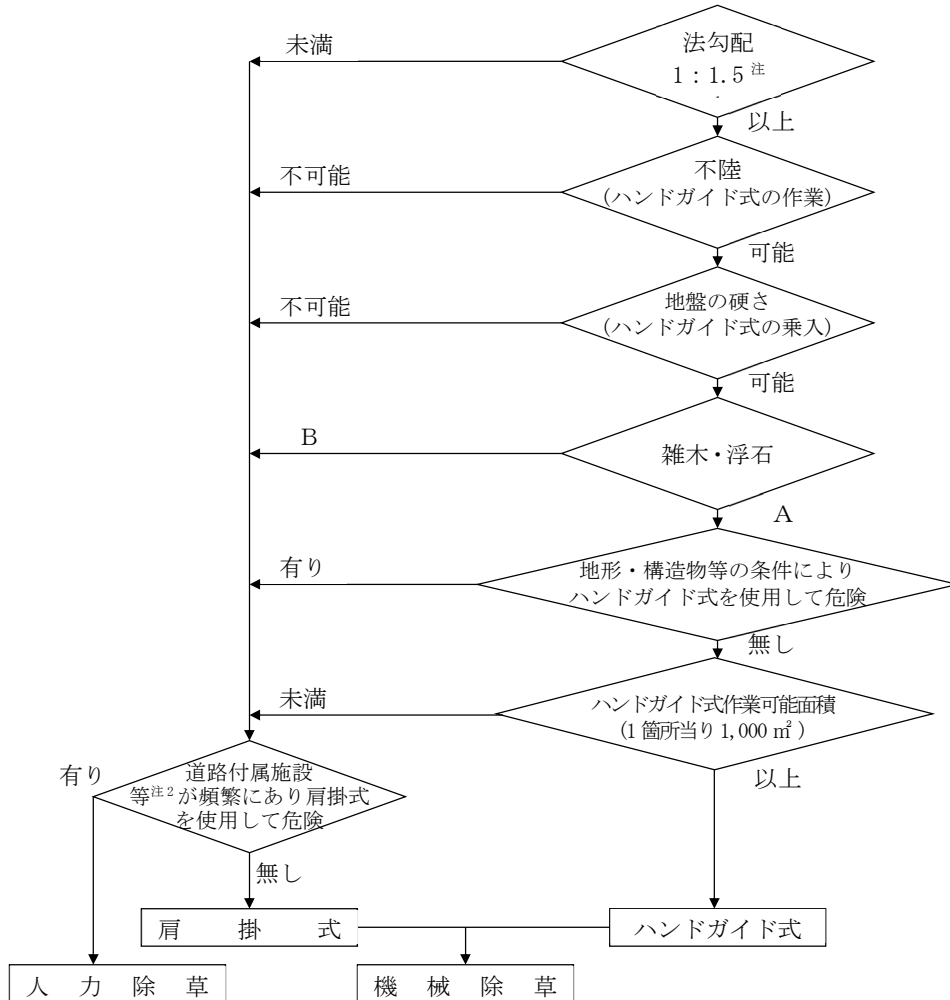 未満
法勾配
1：1.5 注
以上
不可能
不陸
(ハンドガイド式の作業)
可能
不可能
地盤の硬さ
(ハンドガイド式の乗入)
可能
B
雑木・浮石
A
有り
地形・構造物等の条件により
ハンドガイド式を使用して危険
無し
未満
ハンドガイド式作業可能面積
(1箇所当り1,000㎡)
以上
有り
道路付属施設
等注2が頻繁にあり肩掛式
を使用して危険
無し
肩 掛 式
ハンドガイド式
人 力 除 草
機 械 除 草